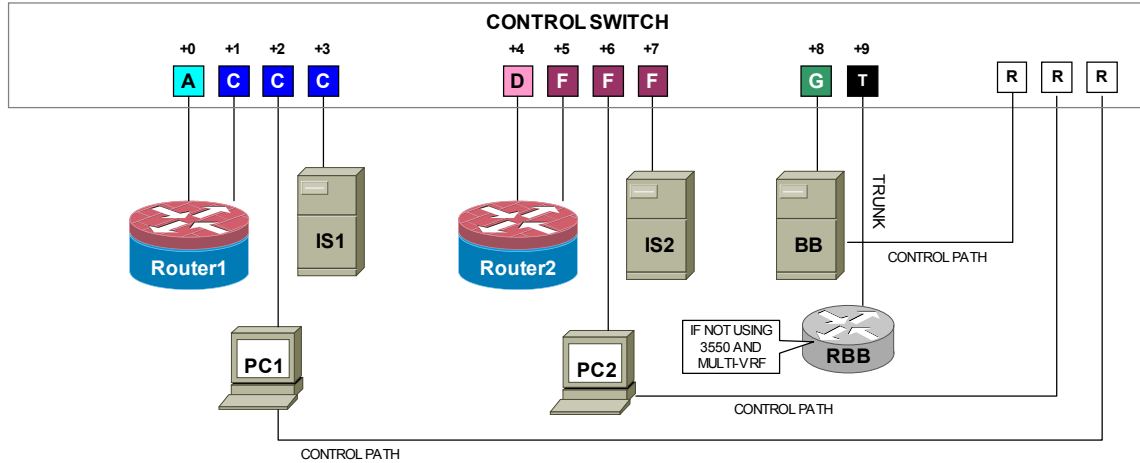 CONTROL SWITCH
+0 +1 +2 +3 +4 +5 +6 +7 +8 +9
A C C C D F F F G T R R R
TRUNK
IS1 IS2 BB
CONTROL PATH
Router1 Router2
IF NOT USING
3550 AND
MULTI-VRF
RBB
PC1 PC2
CONTROL PATH
CONTROL PATH